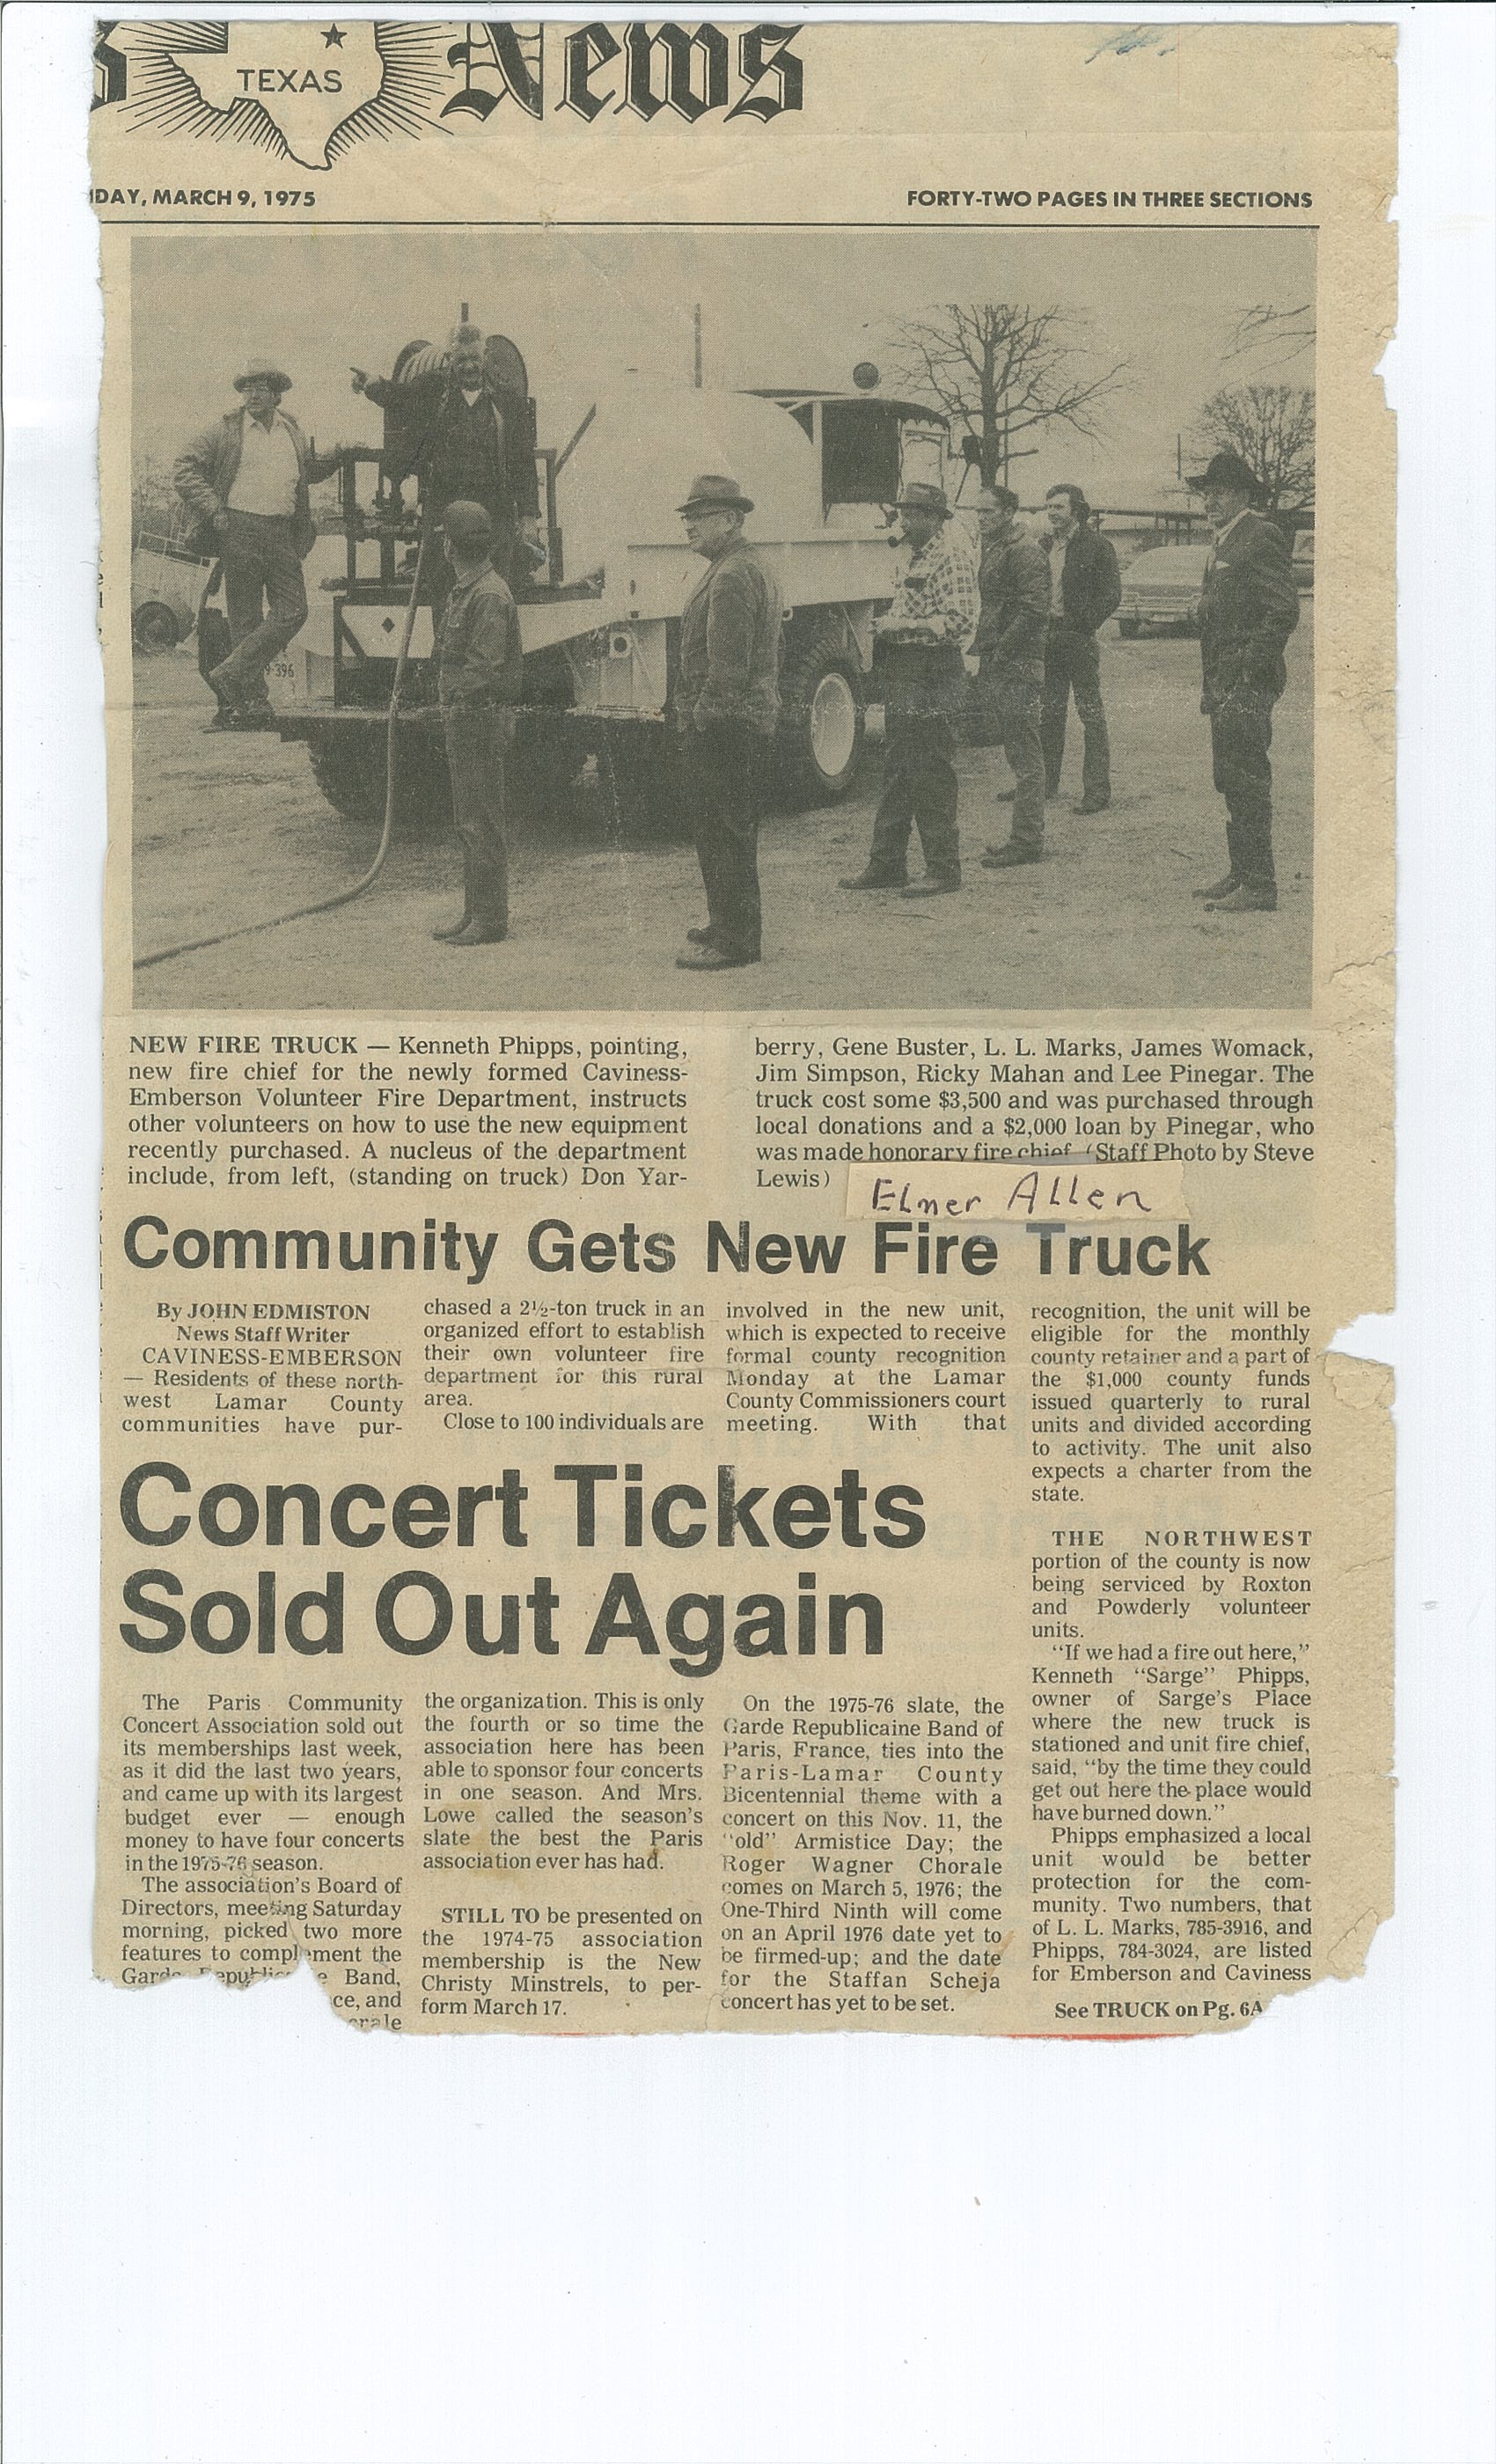 TEXAS
News
DAY, MARCH 9, 1975
FORTY-TWO PAGES IN THREE SECTIONS
9-396
NEW FIRE TRUCK — Kenneth Phipps, pointing,
new fire chief for the newly formed Caviness-
Emberson Volunteer Fire Department, instructs
other volunteers on how to use the new equipment
recently purchased. A nucleus of the department
include, from left, (standing on truck) Don Yar-
berry, Gene Buster, L. L. Marks, James Womack,
Jim Simpson, Ricky Mahan and Lee Pinegar. The
truck cost some $3,500 and was purchased through
local donations and a $2,000 loan by Pinegar, who
was made honorary fire chief. (Staff Photo by Steve
Lewis)
Elmer Allen
Community Gets New Fire Truck
By JOHN EDMISTON
News Staff Writer
CAVINESS-EMBERSON
— Residents of these north-
west Lamar County
communities have pur-
chased a 2½-ton truck in an
organized effort to establish
their own volunteer fire
department for this rural
area.
Close to 100 individuals are
involved in the new unit,
which is expected to receive
formal county recognition
Monday at the Lamar
County Commissioners court
meeting. With that
recognition, the unit will be
eligible for the monthly
county retainer and a part of
the $1,000 county funds
issued quarterly to rural
units and divided according
to activity. The unit also
expects a charter from the
state.
THE NORTHWEST
portion of the county is now
being serviced by Roxton
and Powderly volunteer
units.
“If we had a fire out here,”
Kenneth “Sarge” Phipps,
owner of Sarge's Place
where the new truck is
stationed and unit fire chief,
said, “by the time they could
get out here the place would
have burned down.”
Phipps emphasized a local
unit would be better
protection for the com-
munity. Two numbers, that
of L. L. Marks, 785-3916, and
Phipps, 784-3024, are listed
for Emberson and Caviness
See TRUCK on Pg. 6A
Concert Tickets
Sold Out Again
The Paris Community
Concert Association sold out
its memberships last week,
as it did the last two years,
and came up with its largest
budget ever — enough
money to have four concerts
in the 1975-76 season.
The association's Board of
Directors, meeting Saturday
morning, picked two more
features to complement the
Garde Band,
ce, and
the organization. This is only
the fourth or so time the
association here has been
able to sponsor four concerts
in one season. And Mrs.
Lowe called the season's
slate the best the Paris
association ever has had.
STILL TO be presented on
the 1974-75 association
membership is the New
Christy Minstrels, to per-
form March 17.
On the 1975-76 slate, the
Garde Republicaine Band of
Paris, France, ties into the
Paris-Lamar County
Bicentennial theme with a
concert on this Nov. 11, the
“old” Armistice Day; the
Roger Wagner Chorale
comes on March 5, 1976; the
One-Third Ninth will come
on an April 1976 date yet to
be firmed-up; and the date
for the Staffan Scheja
concert has yet to be set.